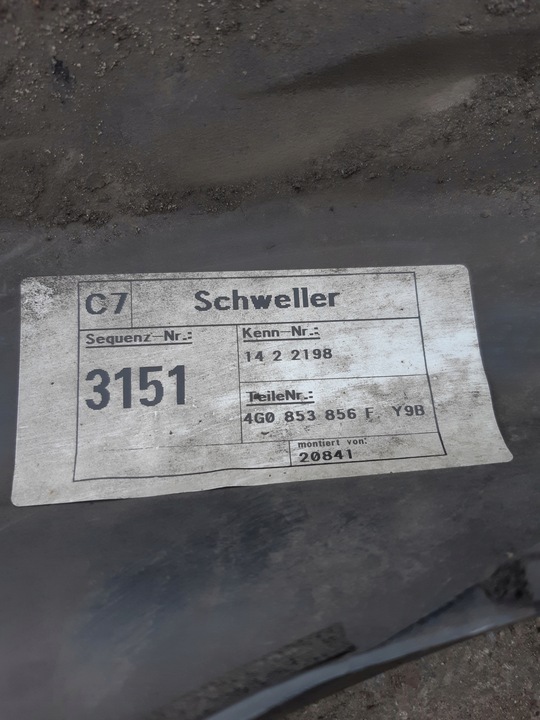 C7 Schweller
Sequenz-Nr.:
3151
Kenn-Nr.:
14 2 2198
TeileNr.:
4G0 853 856 F Y9B
montiert von:
20841